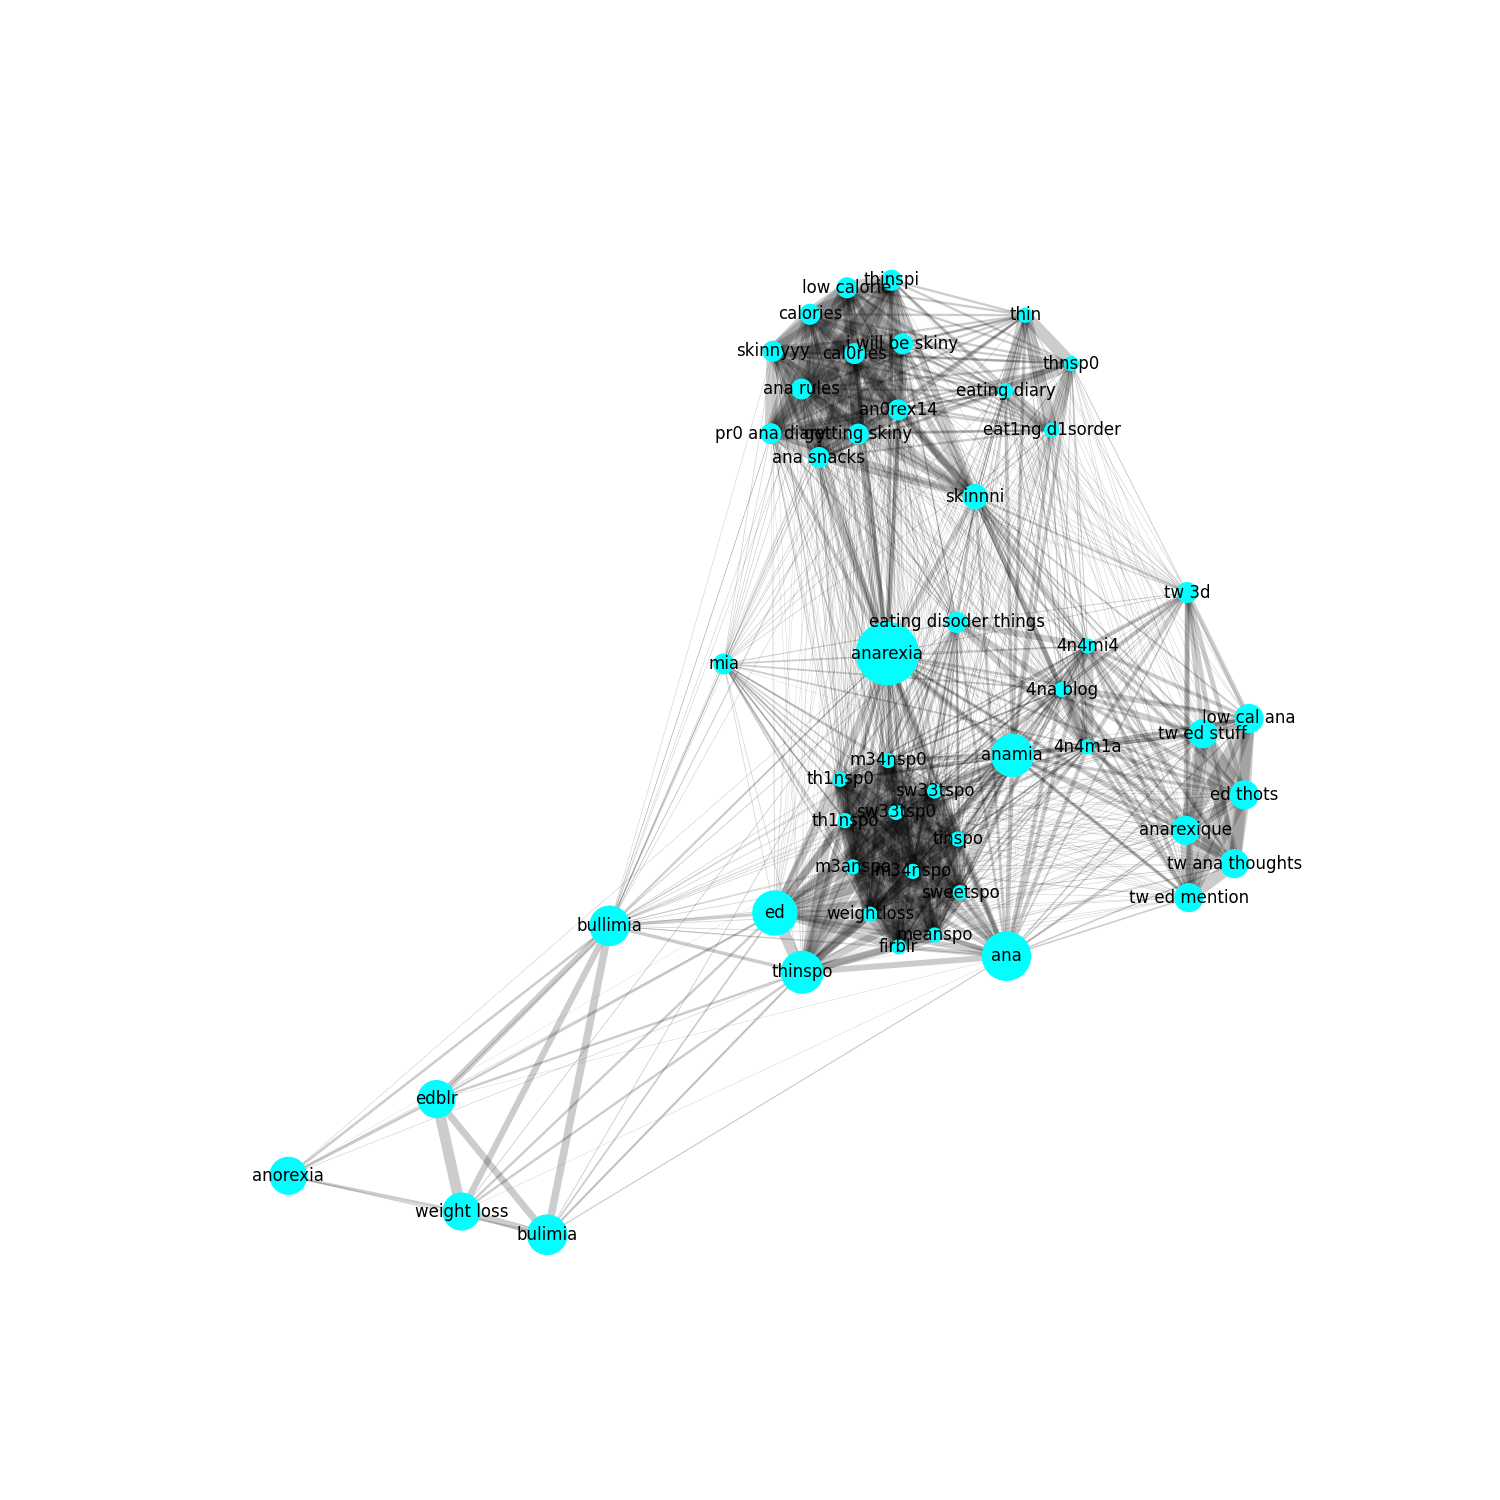 thinspi
low calorie
calories
thin
i will be skiny
skinnyyy
cal0ries
thnsp0
ana rules
eating diary
an0rex14
eat1ng d1sorder
pr0 ana diary
getting skiny
ana snacks
skinnni
tw 3d
eating disoder things
4n4mi4
anarexia
mia
4na blog
low cal ana
tw ed stuff
4n4m1a
anamia
m34nsp0
th1nsp0
sw33tspo
ed thots
sw33tsp0
th1nspo
anarexique
tinspo
tw ana thoughts
m3anspo
m34nspo
sweetspo
tw ed mention
ed
weightloss
bullimia
meanspo
firblr
ana
thinspo
edblr
anorexia
weight loss
bulimia